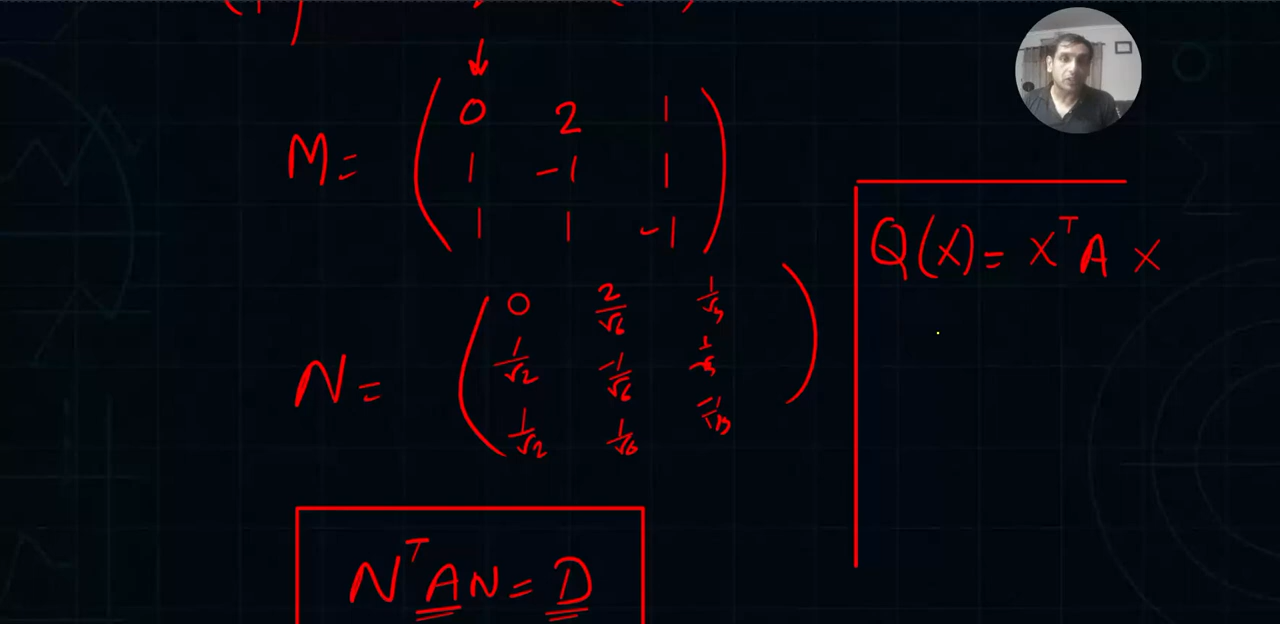 M = ( 0 2 1
1 -1 1
1 1 -1 )
N = ( 0 2/√6 1/√3
1/√2 -1/√6 1/√3
1/√2 1/√6 -1/√3 )
NᵀAN = D
Q(X) = XᵀA X